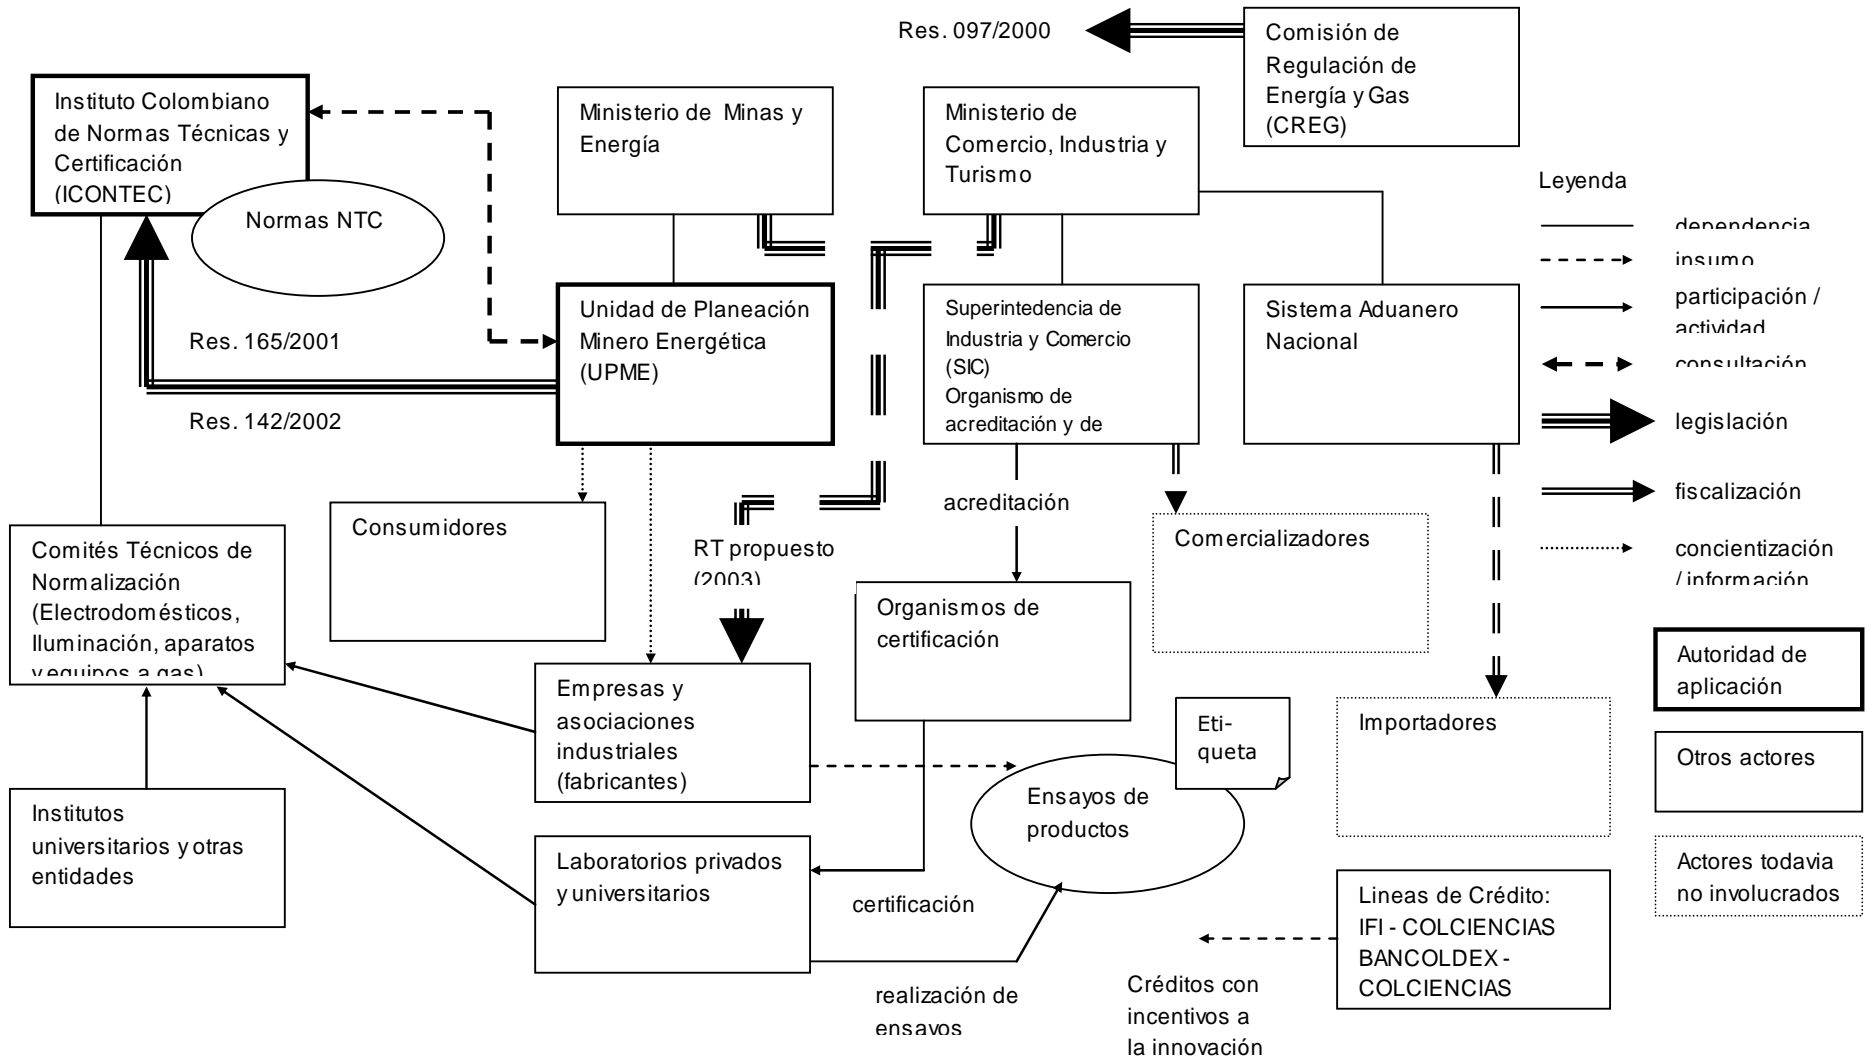 Res. 097/2000
Comisión de
Regulación de
Energía y Gas
(CREG)
Instituto Colombiano
de Normas Técnicas y
Certificación
(ICONTEC)
Ministerio de Minas y
Energía
Ministerio de
Comercio, Industria y
Turismo
Normas NTC
Leyenda
dependencia
insumo
participación /
actividad
consultación
legislación
fiscalización
concientización
/ información
Autoridad de
aplicación
Otros actores
Actores todavia
no involucrados
Res. 165/2001
Res. 142/2002
Unidad de Planeación
Minero Energética
(UPME)
Superintedencia de
Industria y Comercio
(SIC)
Organismo de
acreditación y de
Sistema Aduanero
Nacional
acreditación
Consumidores
RT propuesto
(2003)
Comercializadores
Comités Técnicos de
Normalización
(Electrodomésticos,
Iluminación, aparatos
y equipos a gas)
Organismos de
certificación
Empresas y
asociaciones
industriales
(fabricantes)
Eti-
queta
Importadores
Ensayos de
productos
Institutos
universitarios y otras
entidades
Laboratorios privados
y universitarios
certificación
realización de
ensayos
Lineas de Crédito:
IFI - COLCIENCIAS
BANCOLDEX -
COLCIENCIAS
Créditos con
incentivos a
la innovación